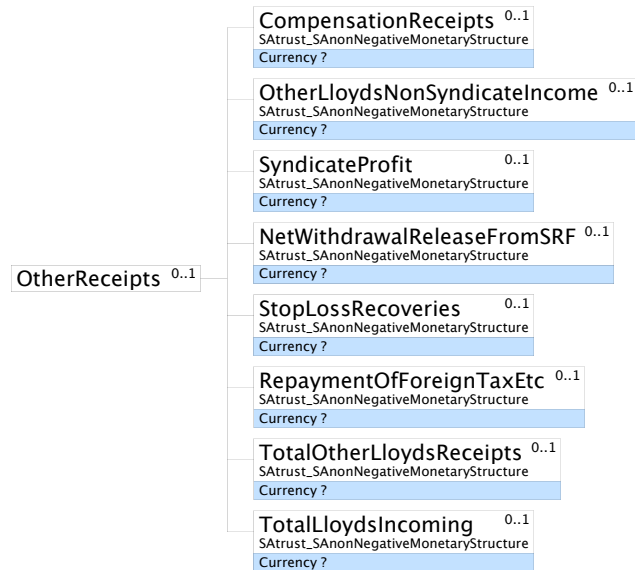 CompensationReceipts 0..1
SAtrust_SAnonNegativeMonetaryStructure
Currency ?
OtherLloydsNonSyndicateIncome 0..1
SAtrust_SAnonNegativeMonetaryStructure
Currency ?
SyndicateProfit 0..1
SAtrust_SAnonNegativeMonetaryStructure
Currency ?
NetWithdrawalReleaseFromSRF 0..1
SAtrust_SAnonNegativeMonetaryStructure
Currency ?
OtherReceipts 0..1
StopLossRecoveries 0..1
SAtrust_SAnonNegativeMonetaryStructure
Currency ?
RepaymentOfForeignTaxEtc 0..1
SAtrust_SAnonNegativeMonetaryStructure
Currency ?
TotalOtherLloydsReceipts 0..1
SAtrust_SAnonNegativeMonetaryStructure
Currency ?
TotalLloydsIncoming 0..1
SAtrust_SAnonNegativeMonetaryStructure
Currency ?